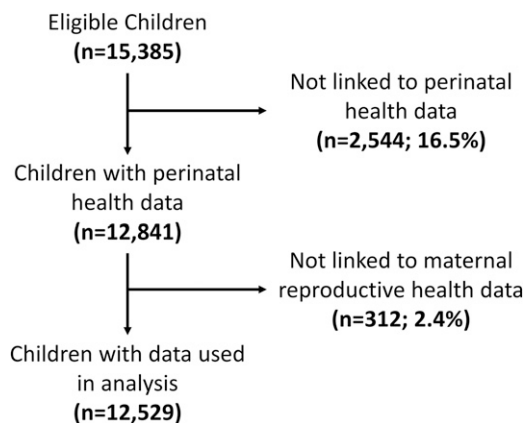 Eligible Children
(n=15,385)
Not linked to perinatal
health data
(n=2,544; 16.5%)
Children with perinatal
health data
(n=12,841)
Not linked to maternal
reproductive health data
(n=312; 2.4%)
Children with data used
in analysis
(n=12,529)